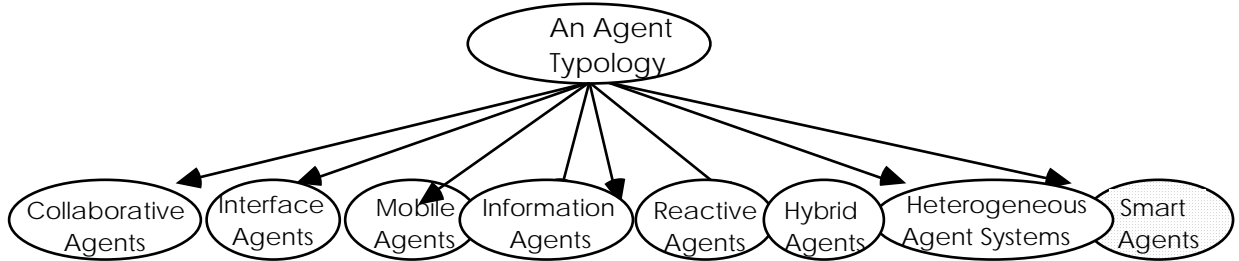 An Agent
Typology
Collaborative
Agents
Interface
Agents
Mobile
Agents
Information
Agents
Reactive
Agents
Hybrid
Agents
Heterogeneous
Agent Systems
Smart
Agents